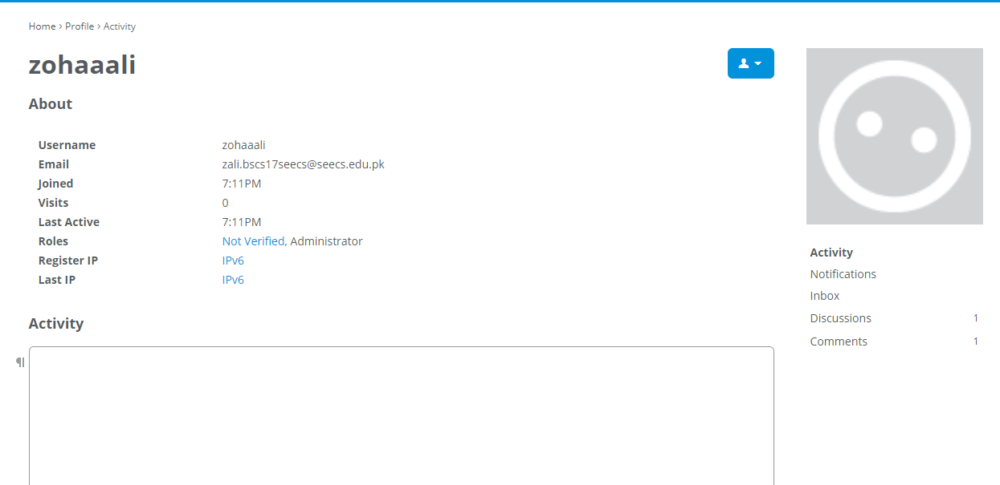 Home › Profile › Activity
zohaaali
About
Username zohaaali
Email zali.bscs17seecs@seecs.edu.pk
Joined 7:11PM
Visits 0
Last Active 7:11PM
Roles Not Verified, Administrator
Register IP IPv6
Last IP IPv6
Activity
¶
Activity
Notifications
Inbox
Discussions 1
Comments 1